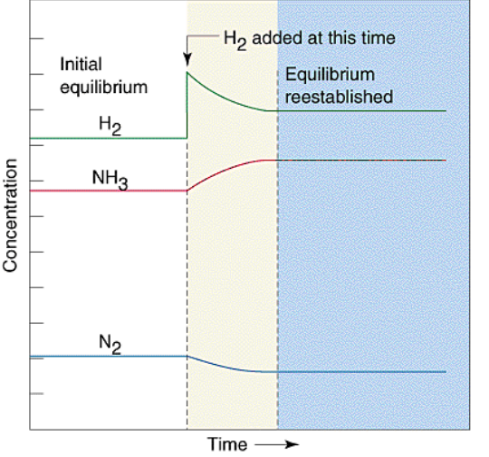 H₂ added at this time
Initial
equilibrium
Equilibrium
reestablished
H₂
NH₃
N₂
Concentration
Time